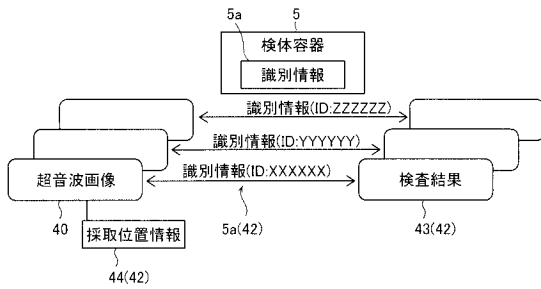 5a
5
検体容器
識別情報
識別情報(ID:ZZZZZZ)
識別情報(ID:YYYYYY)
超音波画像
識別情報(ID:XXXXXX)
検査結果
40
5a(42)
43(42)
採取位置情報
44(42)